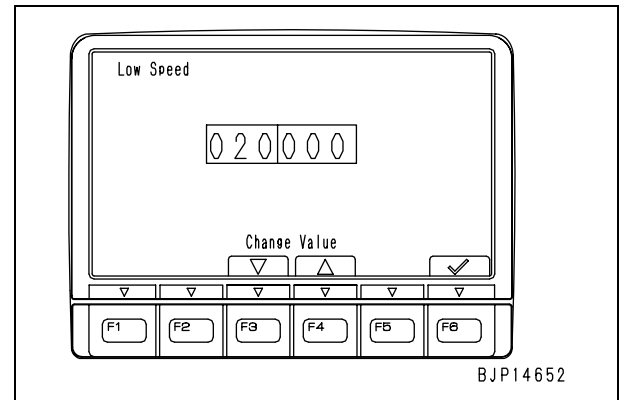 Low Speed
020000
Change Value
F1 F2 F3 F4 F5 F6
BJP14652